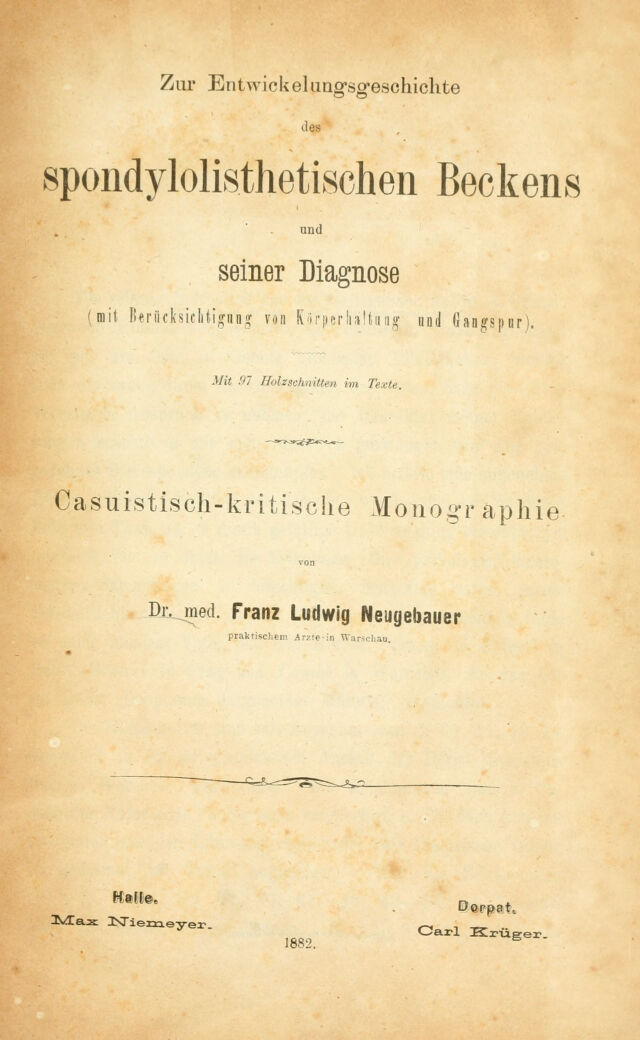 Zur Entwickelungsgeschichte
des
spondylolisthetischen Beckens
und
seiner Diagnose
(mit Berücksichtigung von Körperhaltung und Gangspur).
Mit 97 Holzschnitten im Texte.
Casuistisch-kritische Monographie
von
Dr. med. Franz Ludwig Neugebauer
praktischem Arzte in Warschau.
Halle.
Max Niemeyer.
Dorpat.
Carl Krüger.
1882.